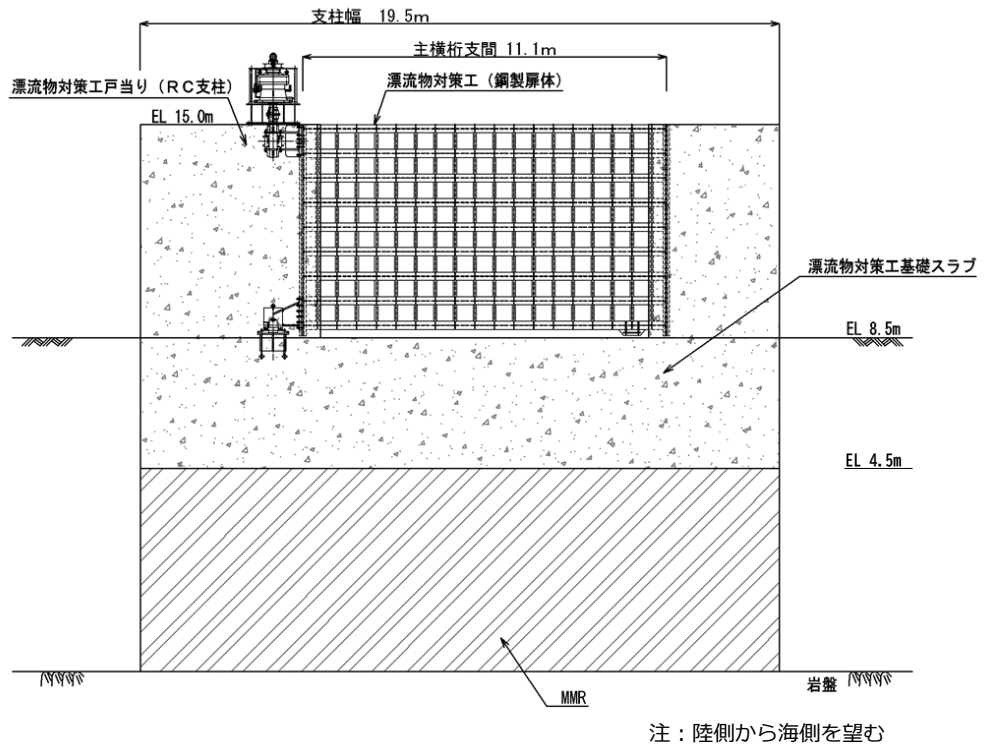 支柱幅 19.5m
主横桁支間 11.1m
漂流物対策工戸当り（ＲＣ支柱）
漂流物対策工（鋼製扉体）
EL 15.0m
漂流物対策工基礎スラブ
EL 8.5m
EL 4.5m
岩盤
MMR
注：陸側から海側を望む